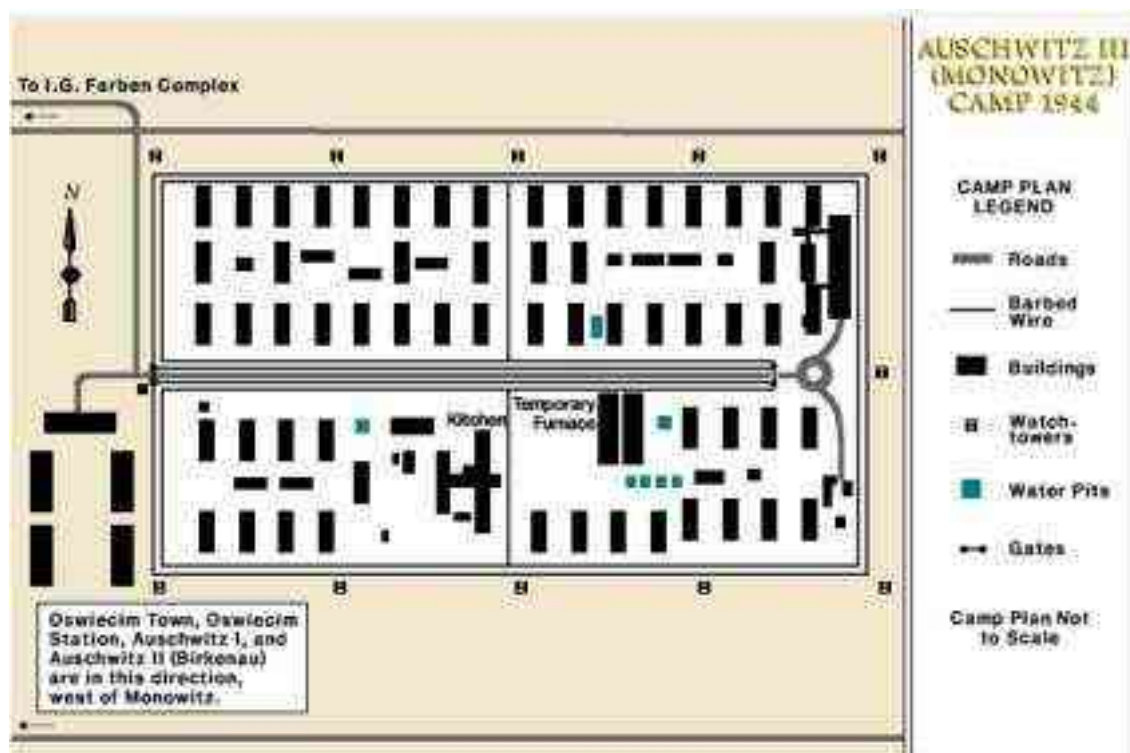 To I.G. Farben Complex
N
Kitchen
Temporary
Furnace
Oswiecim Town, Oswiecim
Station, Auschwitz I, and
Auschwitz II (Birkenau)
are in this direction,
west of Monowitz.
AUSCHWITZ III
(MONOWITZ)
CAMP 1944
CAMP PLAN
LEGEND
Roads
Barbed
Wire
Buildings
Watch-
towers
Water Pits
Gates
Camp Plan Not
to Scale